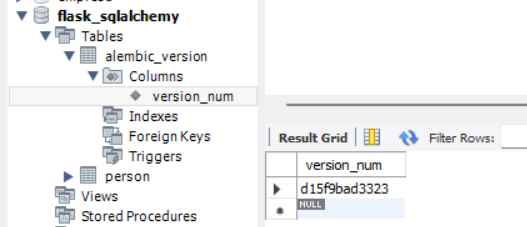 flask_sqlalchemy
Tables
alembic_version
Columns
version_num
Indexes
Foreign Keys
Triggers
person
Views
Stored Procedures
Result Grid
Filter Rows:
version_num
d15f9bad3323
NULL